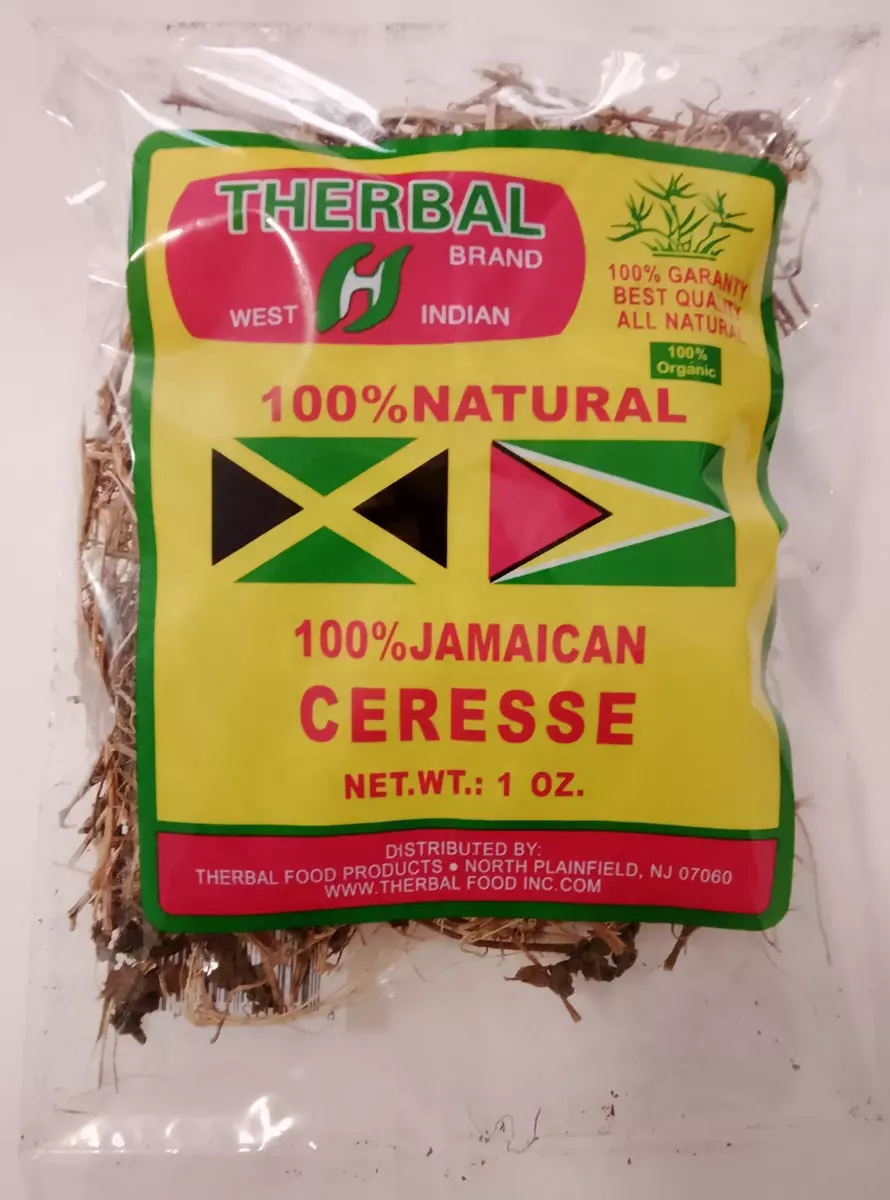 THERBAL
BRAND
WEST H INDIAN
100% GARANTY
BEST QUALITY
ALL NATURAL
100%
Orgánic
100%NATURAL
100%JAMAICAN
CERESSE
NET.WT.: 1 OZ.
DISTRIBUTED BY:
THERBAL FOOD PRODUCTS ● NORTH PLAINFIELD, NJ 07060
WWW.THERBAL FOOD INC.COM